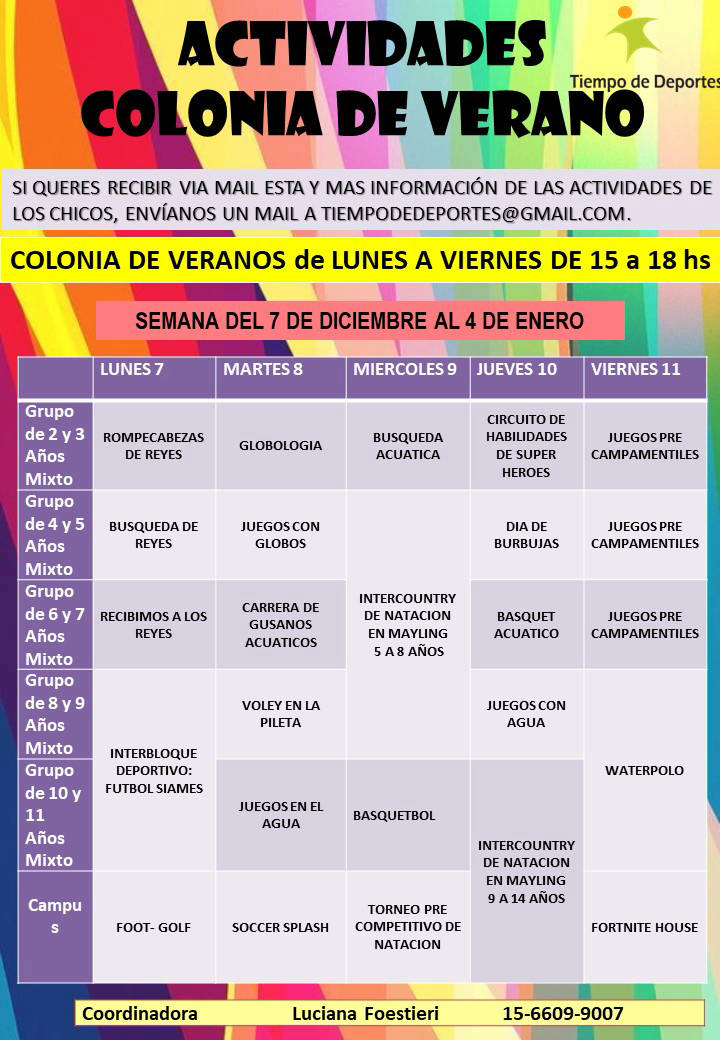 ACTIVIDADES
COLONIA DE VERANO
Tiempo de Deportes
SI QUERES RECIBIR VIA MAIL ESTA Y MAS INFORMACIÓN DE LAS ACTIVIDADES DE
LOS CHICOS, ENVÍANOS UN MAIL A TIEMPODEDEPORTES@GMAIL.COM.
COLONIA DE VERANOS de LUNES A VIERNES DE 15 a 18 hs
SEMANA DEL 7 DE DICIEMBRE AL 4 DE ENERO
LUNES 7
MARTES 8
MIERCOLES 9
JUEVES 10
VIERNES 11
Grupo
de 2 y 3
Años
Mixto
ROMPECABEZAS
DE REYES
GLOBOLOGIA
BUSQUEDA
ACUATICA
CIRCUITO DE
HABILIDADES
DE SUPER
HEROES
JUEGOS PRE
CAMPAMENTILES
Grupo
de 4 y 5
Años
Mixto
BUSQUEDA DE
REYES
JUEGOS CON
GLOBOS
INTERCOUNTRY
DE NATACION
EN MAYLING
5 A 8 AÑOS
DIA DE
BURBUJAS
JUEGOS PRE
CAMPAMENTILES
Grupo
de 6 y 7
Años
Mixto
RECIBIMOS A LOS
REYES
CARRERA DE
GUSANOS
ACUATICOS
BASQUET
ACUATICO
JUEGOS PRE
CAMPAMENTILES
Grupo
de 8 y 9
Años
Mixto
INTERBLOQUE
DEPORTIVO:
FUTBOL SIAMES
VOLEY EN LA
PILETA
JUEGOS CON
AGUA
WATERPOLO
Grupo
de 10 y
11
Años
Mixto
JUEGOS EN EL
AGUA
BASQUETBOL
INTERCOUNTRY
DE NATACION
EN MAYLING
9 A 14 AÑOS
Campu
s
FOOT- GOLF
SOCCER SPLASH
TORNEO PRE
COMPETITIVO DE
NATACION
FORTNITE HOUSE
Coordinadora Luciana Foestieri 15-6609-9007